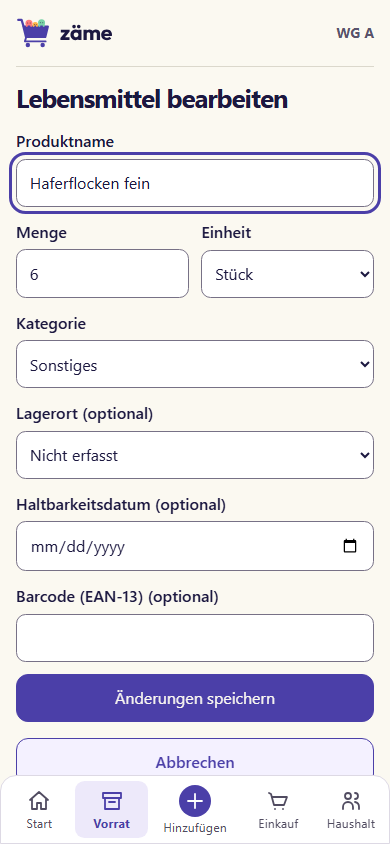 zäme
WG A
Lebensmittel bearbeiten
Produktname
Haferflocken fein
Menge
Einheit
6
Stück
Kategorie
Sonstiges
Lagerort (optional)
Nicht erfasst
Haltbarkeitsdatum (optional)
mm/dd/yyyy
Barcode (EAN-13) (optional)
Änderungen speichern
Abbrechen
Start
Vorrat
Hinzufügen
Einkauf
Haushalt